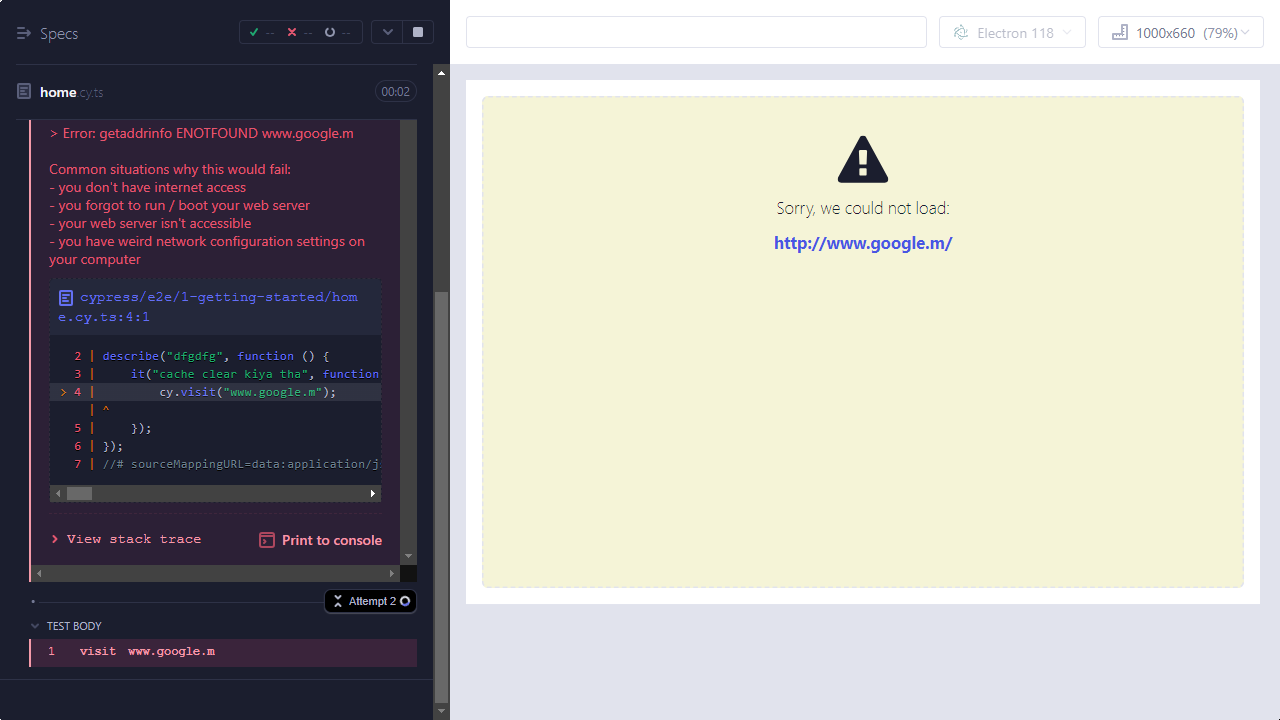 Specs
--
--
--
home.cy.ts
00:02
> Error: getaddrinfo ENOTFOUND www.google.m
Common situations why this would fail:
- you don't have internet access
- you forgot to run / boot your web server
- your web server isn't accessible
- you have weird network configuration settings on
your computer
cypress/e2e/1-getting-started/hom
e.cy.ts:4:1
2 | describe("dfgdfg", function () {
3 | it("cache clear kiya tha", function
> 4 | cy.visit("www.google.m");
| ^
5 | });
6 | });
7 | //# sourceMappingURL=data:application/j
View stack trace
Print to console
Attempt 2
TEST BODY
1 visit www.google.m
Electron 118
1000x660 (79%)
Sorry, we could not load:
http://www.google.m/